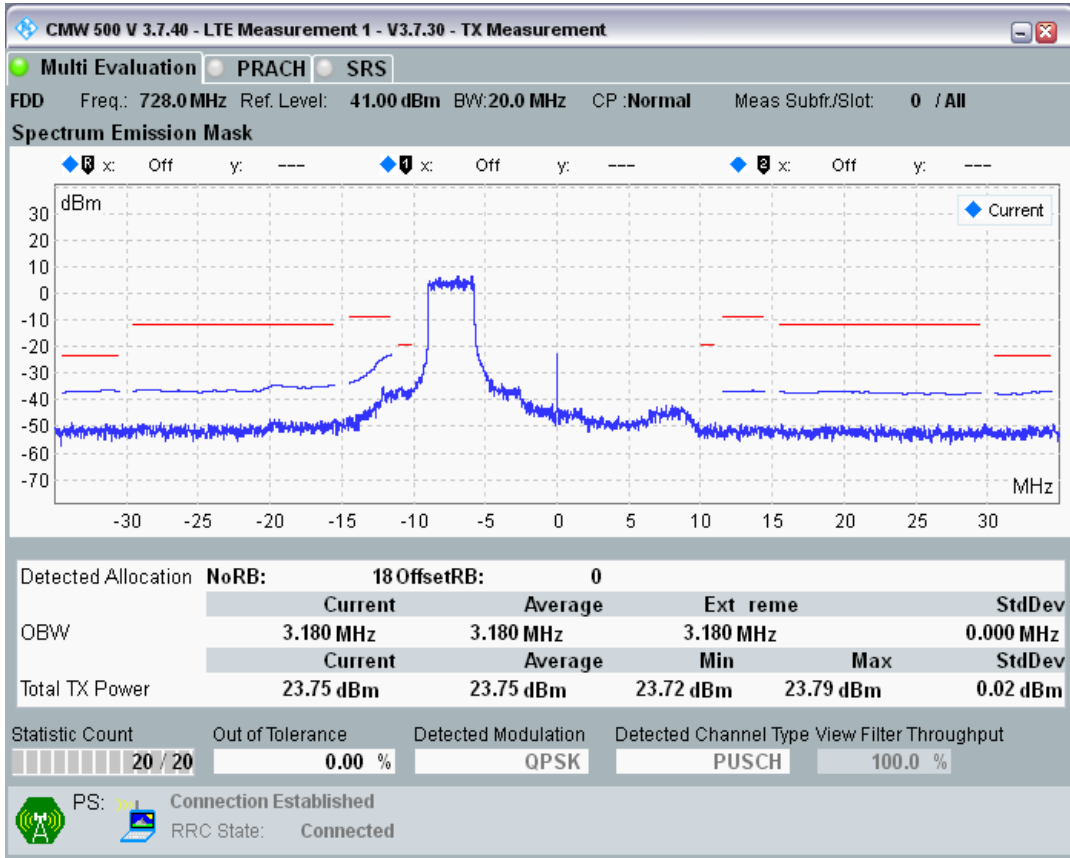 CMW 500 V 3.7.40 - LTE Measurement 1 - V3.7.30 - TX Measurement
Multi Evaluation PRACH SRS
FDD Freq.: 728.0 MHz Ref. Level: 41.00 dBm BW: 20.0 MHz CP :Normal Meas Subfr./Slot: 0 / All
Spectrum Emission Mask
R x: Off y: --- 1 x: Off y: --- 2 x: Off y: ---
dBm
Current
30
20
10
0
-10
-20
-30
-40
-50
-60
-70
MHz
-30 -25 -20 -15 -10 -5 0 5 10 15 20 25 30
Detected Allocation NoRB: 18 OffsetRB: 0
Current Average Ext reme StdDev
OBW 3.180 MHz 3.180 MHz 3.180 MHz 0.000 MHz
Current Average Min Max StdDev
Total TX Power 23.75 dBm 23.75 dBm 23.72 dBm 23.79 dBm 0.02 dBm
Statistic Count Out of Tolerance Detected Modulation Detected Channel Type View Filter Throughput
20 / 20 0.00 % QPSK PUSCH 100.0 %
PS: Connection Established
RRC State: Connected